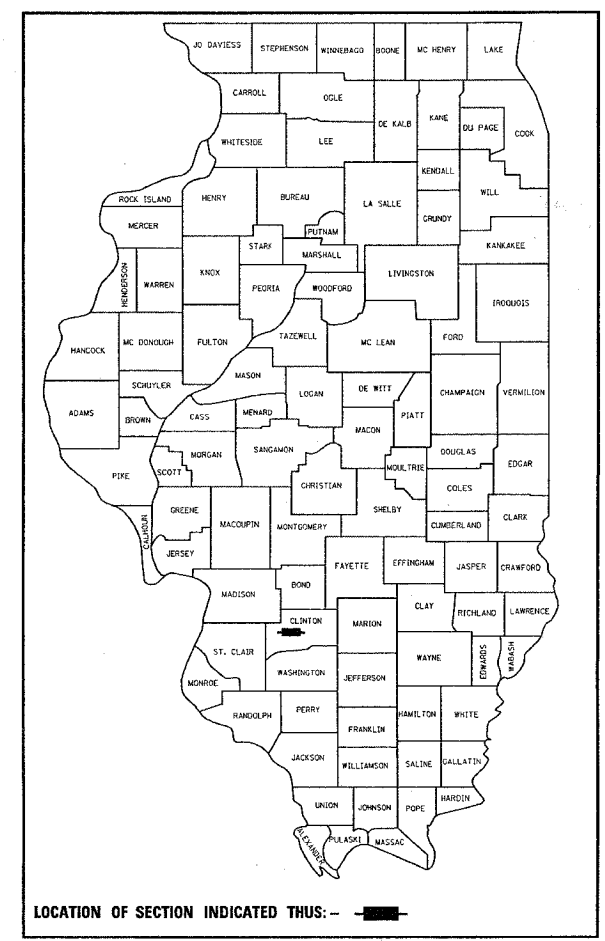 JO DAVIESS
STEPHENSON
WINNEBAGO
BOONE
MC HENRY
LAKE
CARROLL
OGLE
DE KALB
KANE
DU PAGE
COOK
WHITESIDE
LEE
KENDALL
WILL
ROCK ISLAND
HENRY
BUREAU
LA SALLE
GRUNDY
MERCER
PUTNAM
STARK
MARSHALL
KANKAKEE
HENDERSON
WARREN
KNOX
PEORIA
WOODFORD
LIVINGSTON
IROQUOIS
HANCOCK
MC DONOUGH
FULTON
TAZEWELL
MC LEAN
FORD
SCHUYLER
MASON
LOGAN
DE WITT
CHAMPAIGN
VERMILION
ADAMS
BROWN
CASS
MENARD
PIATT
MACON
MORGAN
SANGAMON
DOUGLAS
EDGAR
PIKE
SCOTT
CHRISTIAN
MOULTRIE
COLES
CALHOUN
GREENE
MACOUPIN
MONTGOMERY
SHELBY
CUMBERLAND
CLARK
JERSEY
FAYETTE
EFFINGHAM
JASPER
CRAWFORD
MADISON
BOND
CLAY
RICHLAND
LAWRENCE
CLINTON
MARION
ST. CLAIR
WAYNE
EDWARDS
WABASH
WASHINGTON
JEFFERSON
MONROE
RANDOLPH
PERRY
HAMILTON
WHITE
FRANKLIN
JACKSON
WILLIAMSON
SALINE
GALLATIN
UNION
JOHNSON
POPE
HARDIN
ALEXANDER
PULASKI
MASSAC
LOCATION OF SECTION INDICATED THUS: -